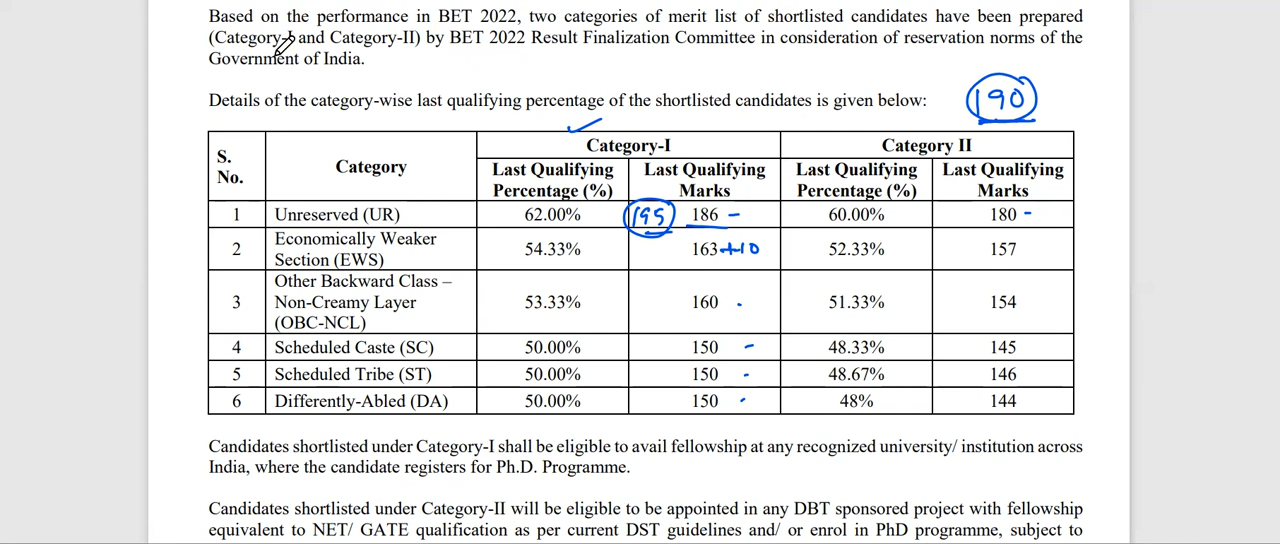 Based on the performance in BET 2022, two categories of merit list of shortlisted candidates have been prepared
(Category- and Category-II) by BET 2022 Result Finalization Committee in consideration of reservation norms of the
Government of India.
Details of the category-wise last qualifying percentage of the shortlisted candidates is given below:
190
S. No. Category Category-I Category II
Last Qualifying Percentage (%) Last Qualifying Marks Last Qualifying Percentage (%) Last Qualifying Marks
1 Unreserved (UR) 62.00% 195 186 - 60.00% 180 -
2 Economically Weaker Section (EWS) 54.33% 163 +10 52.33% 157
3 Other Backward Class – Non-Creamy Layer (OBC-NCL) 53.33% 160 51.33% 154
4 Scheduled Caste (SC) 50.00% 150 48.33% 145
5 Scheduled Tribe (ST) 50.00% 150 48.67% 146
6 Differently-Abled (DA) 50.00% 150 48% 144
Candidates shortlisted under Category-I shall be eligible to avail fellowship at any recognized university/ institution across
India, where the candidate registers for Ph.D. Programme.
Candidates shortlisted under Category-II will be eligible to be appointed in any DBT sponsored project with fellowship
equivalent to NET/ GATE qualification as per current DST guidelines and/ or enrol in PhD programme, subject to